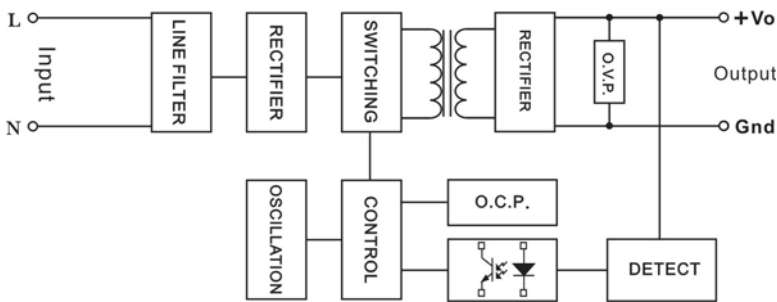 L
Input
N
LINE FILTER
RECTIFIER
SWITCHING
RECTIFIER
O.V.P.
+Vo
Output
Gnd
OSCILLATION
CONTROL
O.C.P.
DETECT